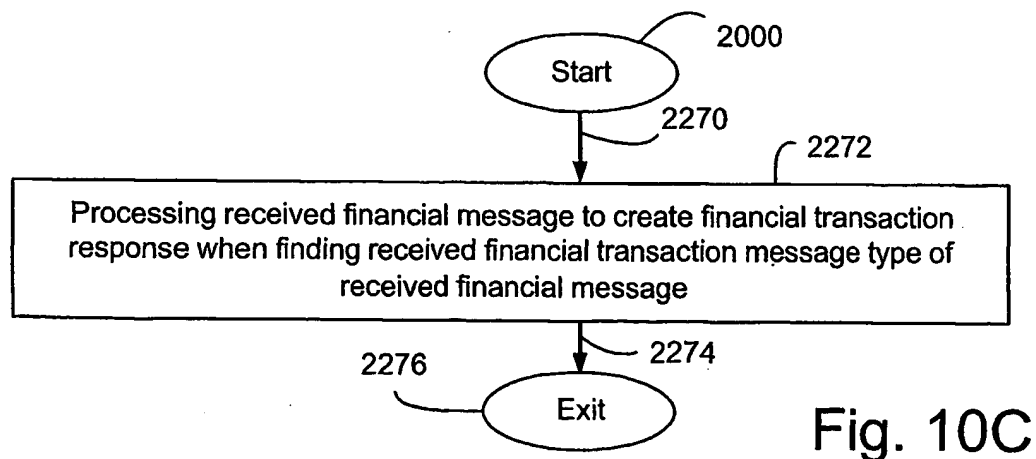 2000
Start
2270
2272
Processing received financial message to create financial transaction
response when finding received financial transaction message type of
received financial message
2274
2276
Exit
Fig. 10C